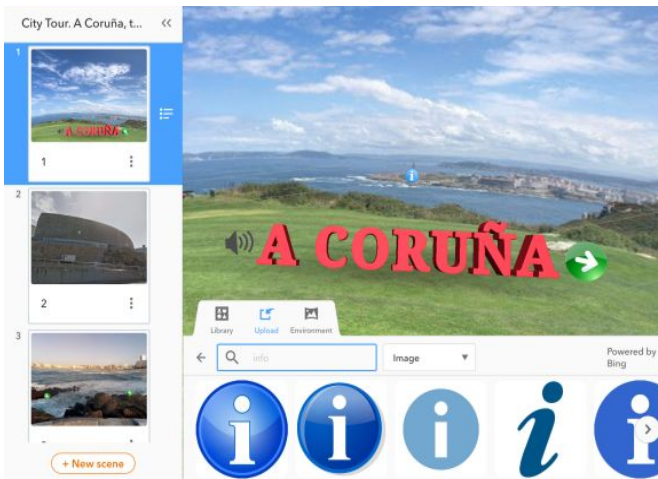 City Tour. A Coruña, t...
1
A CORUÑA
1
2
2
3
+ New scene
A CORUÑA
Library
Upload
Environment
info
Image
Powered by
Bing